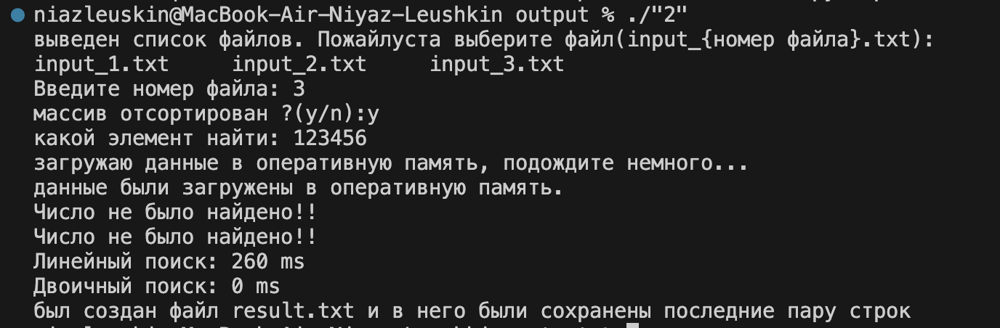 niazleuskin@MacBook-Air-Niyaz-Leushkin output % ./"2"
выведен список файлов. Пожайлуста выберите файл(input_{номер файла}.txt):
input_1.txt input_2.txt input_3.txt
Введите номер файла: 3
массив отсортирован ?(y/n):y
какой элемент найти: 123456
загружаю данные в оперативную память, подождите немного...
данные были загружены в оперативную память.
Число не было найдено!!
Число не было найдено!!
Линейный поиск: 260 ms
Двоичный поиск: 0 ms
был создан файл result.txt и в него были сохранены последние пару строк